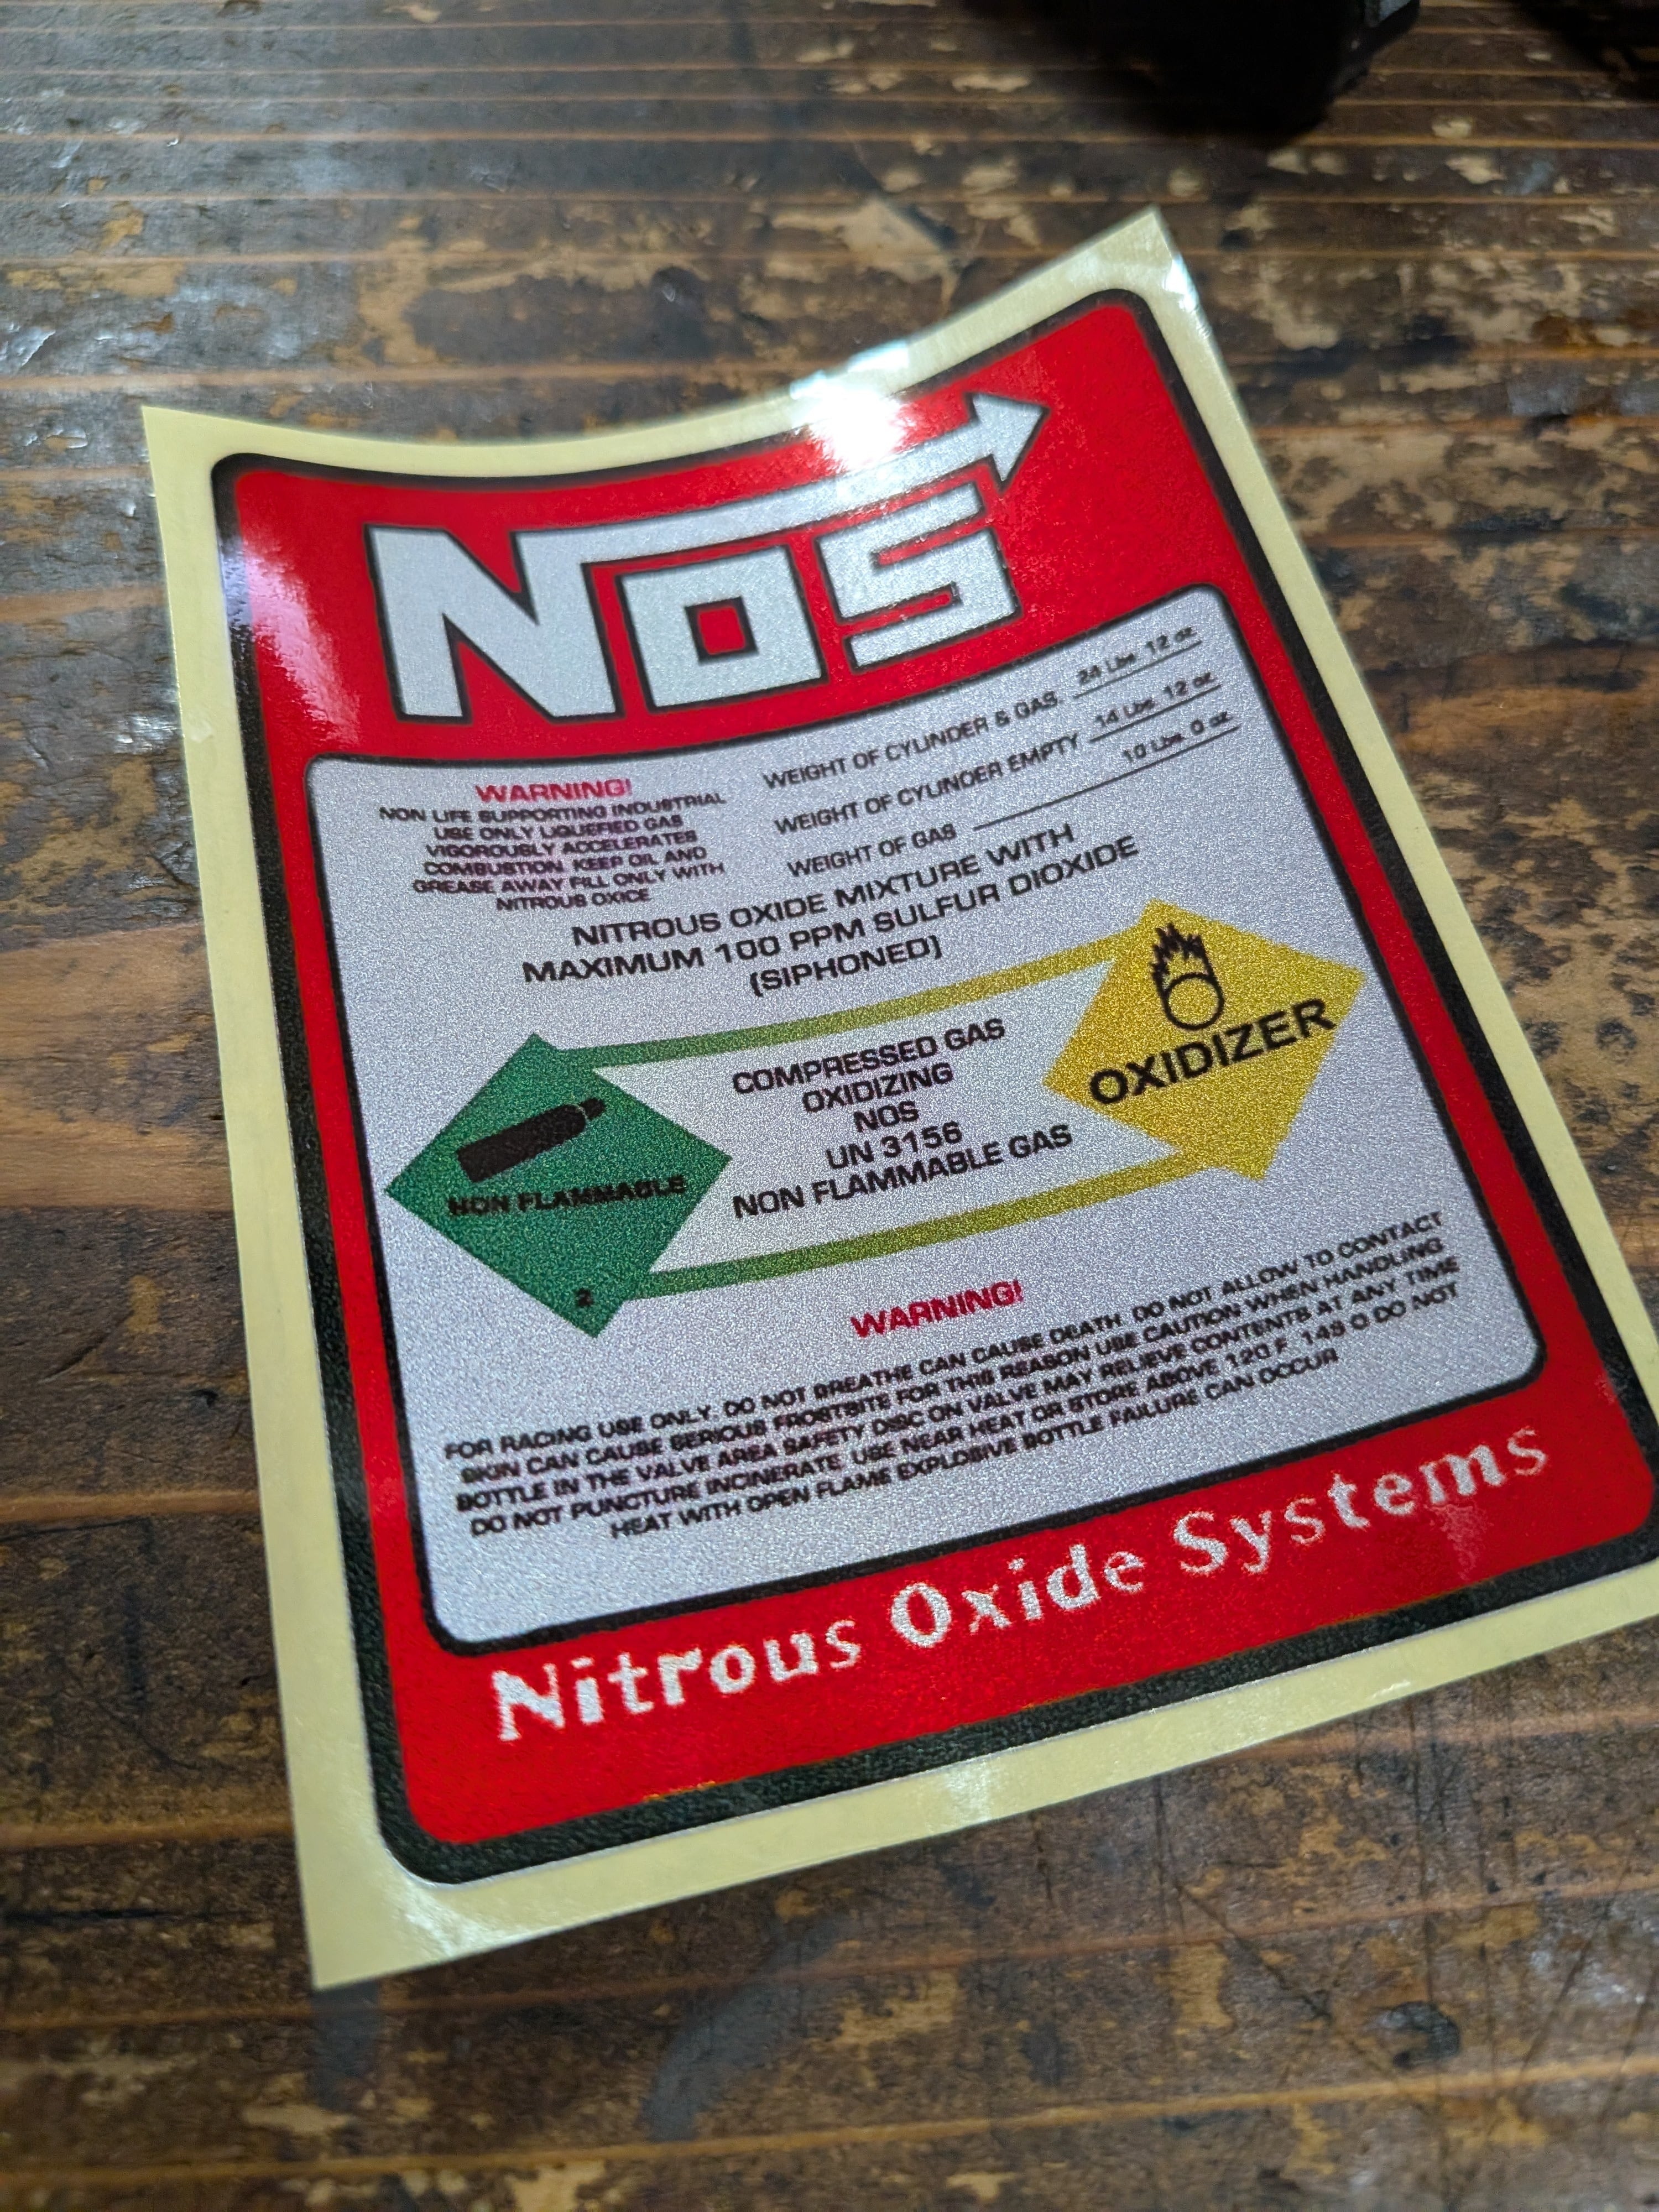 NOS
WARNING!
NON LIFE SUPPORTING INDUSTRIAL
USE ONLY LIQUEFIED GAS
VIGOROUSLY ACCELERATES
COMBUSTION. KEEP OIL AND
GREASE AWAY FILL ONLY WITH
NITROUS OXICE
WEIGHT OF CYLINDER & GAS 24 Lbs 12 oz
WEIGHT OF CYLINDER EMPTY 14 Lbs 12 oz
WEIGHT OF GAS 10 Lbs 0 oz
NITROUS OXIDE MIXTURE WITH
MAXIMUM 100 PPM SULFUR DIOXIDE
(SIPHONED)
COMPRESSED GAS
OXIDIZING
NOS
UN 3156
NON FLAMMABLE GAS
OXIDIZER
NON FLAMMABLE
2
WARNING!
FOR RACING USE ONLY. DO NOT BREATHE CAN CAUSE DEATH DO NOT ALLOW TO CONTACT
SKIN CAN CAUSE SERIOUS FROSTBITE FOR THIS REASON USE CAUTION WHEN HANDLING
BOTTLE IN THE VALVE AREA SAFETY DISC ON VALVE MAY RELIEVE CONTENTS AT ANY TIME
DO NOT PUNCTURE INCINERATE USE NEAR HEAT OR STORE ABOVE 120 F. 149 O DO NOT
HEAT WITH OPEN FLAME EXPLOSIVE BOTTLE FAILURE CAN OCCUR
Nitrous Oxide Systems